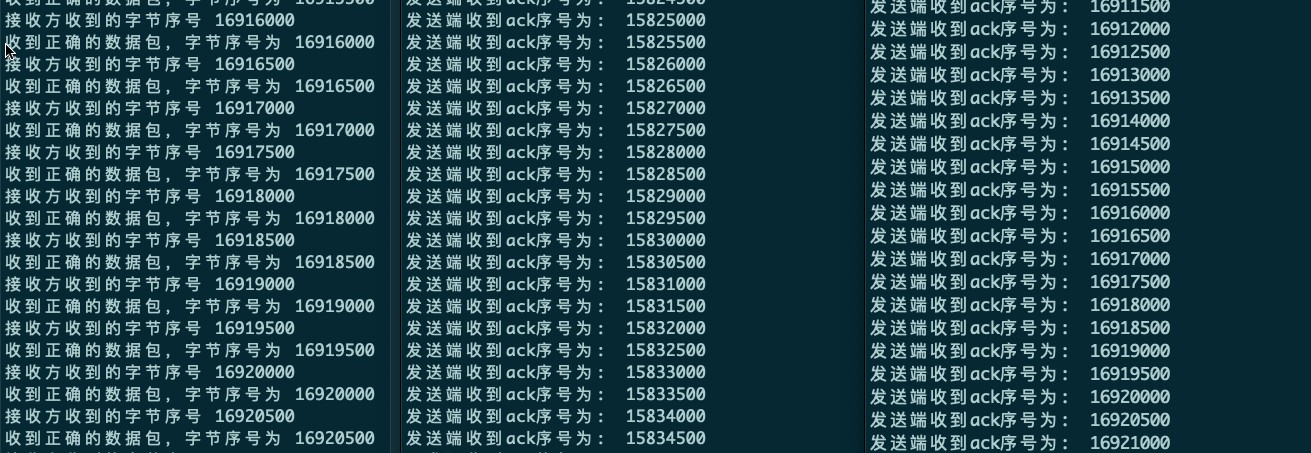 接收方收到的字节序号 16916000
收到正确的数据包, 字节序号为 16916000
接收方收到的字节序号 16916500
收到正确的数据包, 字节序号为 16916500
接收方收到的字节序号 16917000
收到正确的数据包, 字节序号为 16917000
接收方收到的字节序号 16917500
收到正确的数据包, 字节序号为 16917500
接收方收到的字节序号 16918000
收到正确的数据包, 字节序号为 16918000
接收方收到的字节序号 16918500
收到正确的数据包, 字节序号为 16918500
接收方收到的字节序号 16919000
收到正确的数据包, 字节序号为 16919000
接收方收到的字节序号 16919500
收到正确的数据包, 字节序号为 16919500
接收方收到的字节序号 16920000
收到正确的数据包, 字节序号为 16920000
接收方收到的字节序号 16920500
收到正确的数据包, 字节序号为 16920500
发送端收到ack序号为: 15825000
发送端收到ack序号为: 15825500
发送端收到ack序号为: 15826000
发送端收到ack序号为: 15826500
发送端收到ack序号为: 15827000
发送端收到ack序号为: 15827500
发送端收到ack序号为: 15828000
发送端收到ack序号为: 15828500
发送端收到ack序号为: 15829000
发送端收到ack序号为: 15829500
发送端收到ack序号为: 15830000
发送端收到ack序号为: 15830500
发送端收到ack序号为: 15831000
发送端收到ack序号为: 15831500
发送端收到ack序号为: 15832000
发送端收到ack序号为: 15832500
发送端收到ack序号为: 15833000
发送端收到ack序号为: 15833500
发送端收到ack序号为: 15834000
发送端收到ack序号为: 15834500
发送端收到ack序号为: 16911500
发送端收到ack序号为: 16912000
发送端收到ack序号为: 16912500
发送端收到ack序号为: 16913000
发送端收到ack序号为: 16913500
发送端收到ack序号为: 16914000
发送端收到ack序号为: 16914500
发送端收到ack序号为: 16915000
发送端收到ack序号为: 16915500
发送端收到ack序号为: 16916000
发送端收到ack序号为: 16916500
发送端收到ack序号为: 16917000
发送端收到ack序号为: 16917500
发送端收到ack序号为: 16918000
发送端收到ack序号为: 16918500
发送端收到ack序号为: 16919000
发送端收到ack序号为: 16919500
发送端收到ack序号为: 16920000
发送端收到ack序号为: 16920500
发送端收到ack序号为: 16921000